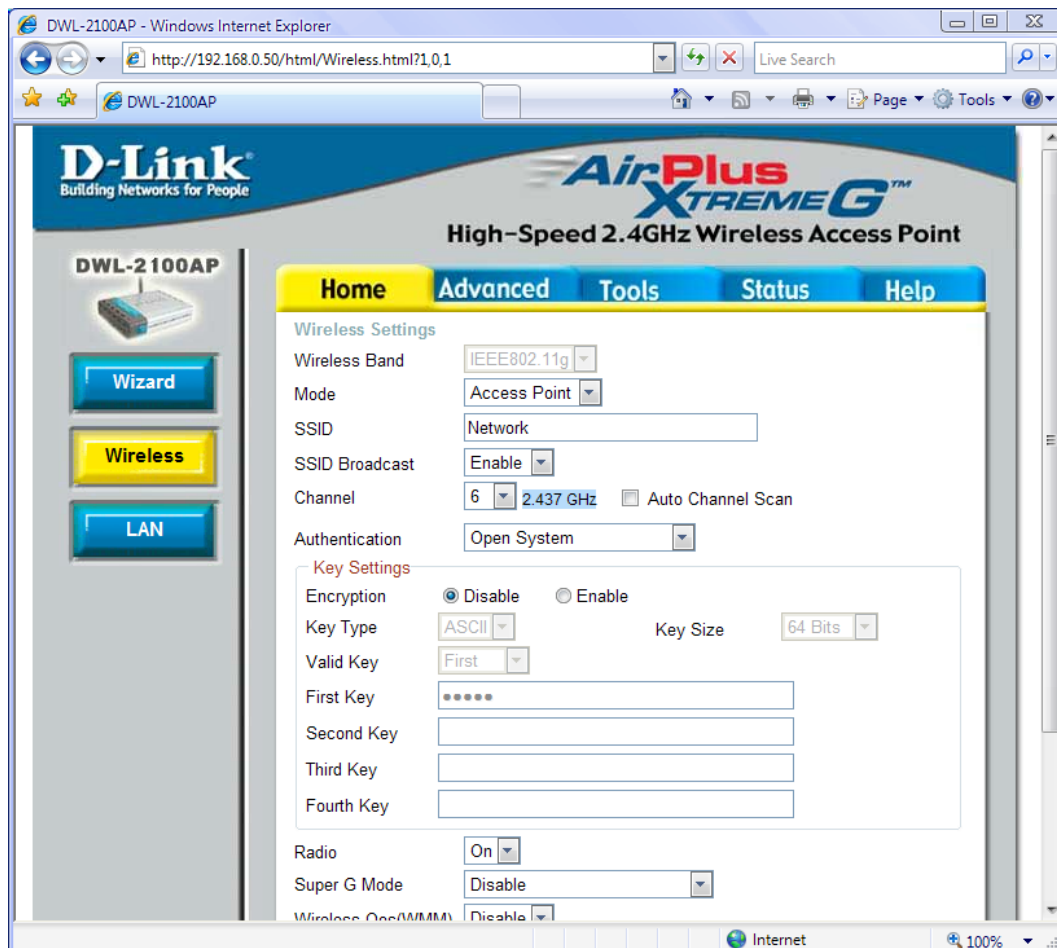 DWL-2100AP - Windows Internet Explorer
http://192.168.0.50/html/Wireless.html?1,0,1
Live Search
DWL-2100AP
Page
Tools
D-Link
Building Networks for People
AirPlus
XTREME G™
High-Speed 2.4GHz Wireless Access Point
DWL-2100AP
Home Advanced Tools Status Help
Wizard
Wireless
LAN
Wireless Settings
Wireless Band IEEE802.11g
Mode Access Point
SSID Network
SSID Broadcast Enable
Channel 6 2.437 GHz Auto Channel Scan
Authentication Open System
Key Settings
Encryption Disable Enable
Key Type ASCII Key Size 64 Bits
Valid Key First
First Key •••••
Second Key
Third Key
Fourth Key
Radio On
Super G Mode Disable
Wireless Qos(WMM) Disable
Internet 100%